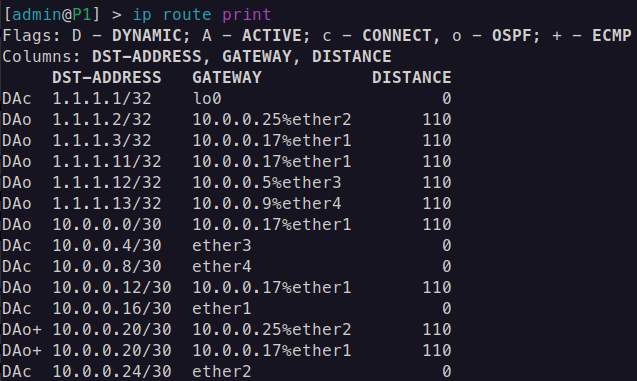 [admin@P1] > ip route print
Flags: D - DYNAMIC; A - ACTIVE; c - CONNECT, o - OSPF; + - ECMP
Columns: DST-ADDRESS, GATEWAY, DISTANCE
     DST-ADDRESS   GATEWAY           DISTANCE
DAc  1.1.1.1/32    lo0                      0
DAo  1.1.1.2/32    10.0.0.25%ether2       110
DAo  1.1.1.3/32    10.0.0.17%ether1       110
DAo  1.1.1.11/32   10.0.0.17%ether1       110
DAo  1.1.1.12/32   10.0.0.5%ether3        110
DAo  1.1.1.13/32   10.0.0.9%ether4        110
DAo  10.0.0.0/30   10.0.0.17%ether1       110
DAc  10.0.0.4/30   ether3                   0
DAc  10.0.0.8/30   ether4                   0
DAo  10.0.0.12/30  10.0.0.17%ether1       110
DAc  10.0.0.16/30  ether1                   0
DAo+ 10.0.0.20/30  10.0.0.25%ether2       110
DAo+ 10.0.0.20/30  10.0.0.17%ether1       110
DAc  10.0.0.24/30  ether2                   0